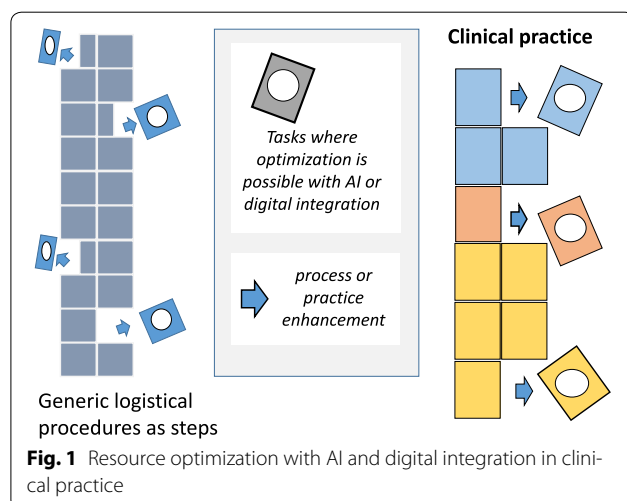 Clinical practice
Tasks where
optimization is
possible with AI or
digital integration
process or
practice
enhancement
Generic logistical
procedures as steps
Fig. 1 Resource optimization with AI and digital integration in clini-
cal practice